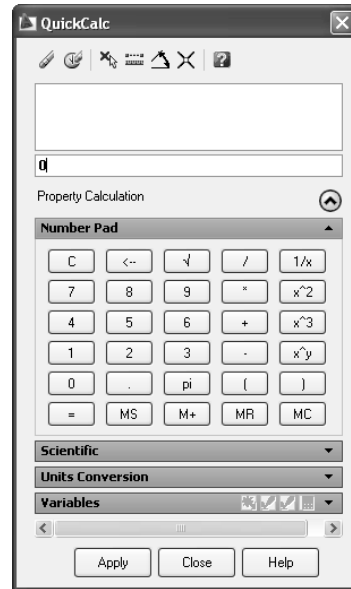 QuickCalc
0
Property Calculation
Number Pad
C <-- √ / 1/x
7 8 9 * x^2
4 5 6 + x^3
1 2 3 - x^y
0 . pi ( )
= MS M+ MR MC
Scientific
Units Conversion
Variables
Apply Close Help